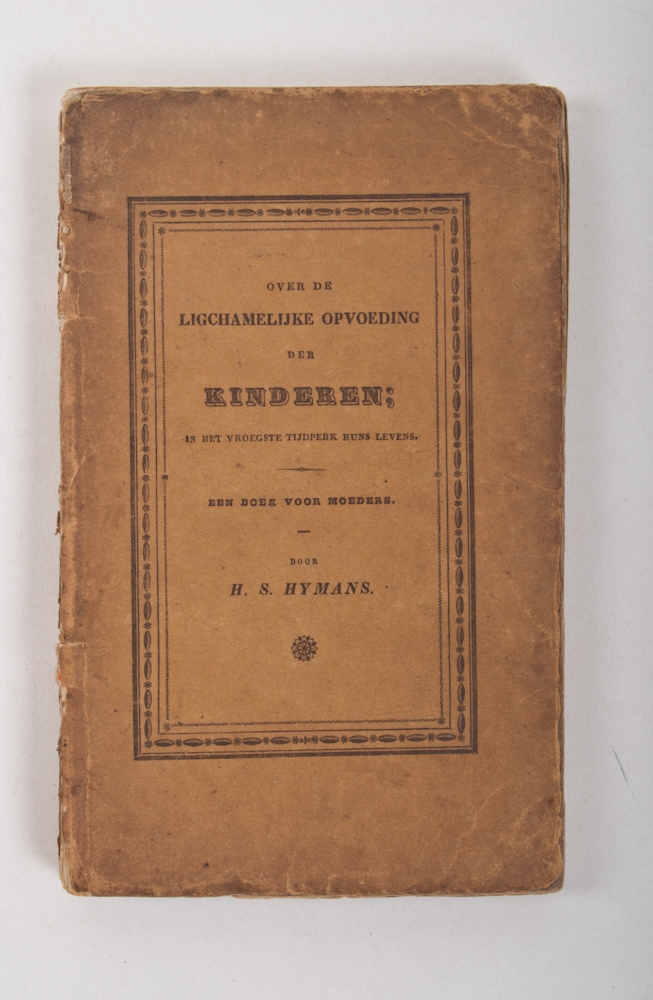 OVER DE
LIGCHAMELIJKE OPVOEDING
DER
KINDEREN;
IN HET VROEGSTE TIJDPERK HUNS LEVENS.
EEN BOEK VOOR MOEDERS.
DOOR
H. S. HYMANS.